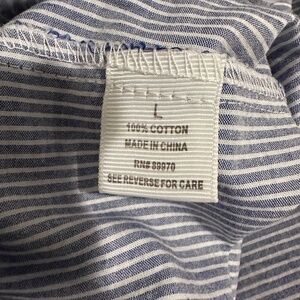 L
100% COTTON
MADE IN CHINA
RN# 89970
SEE REVERSE FOR CARE